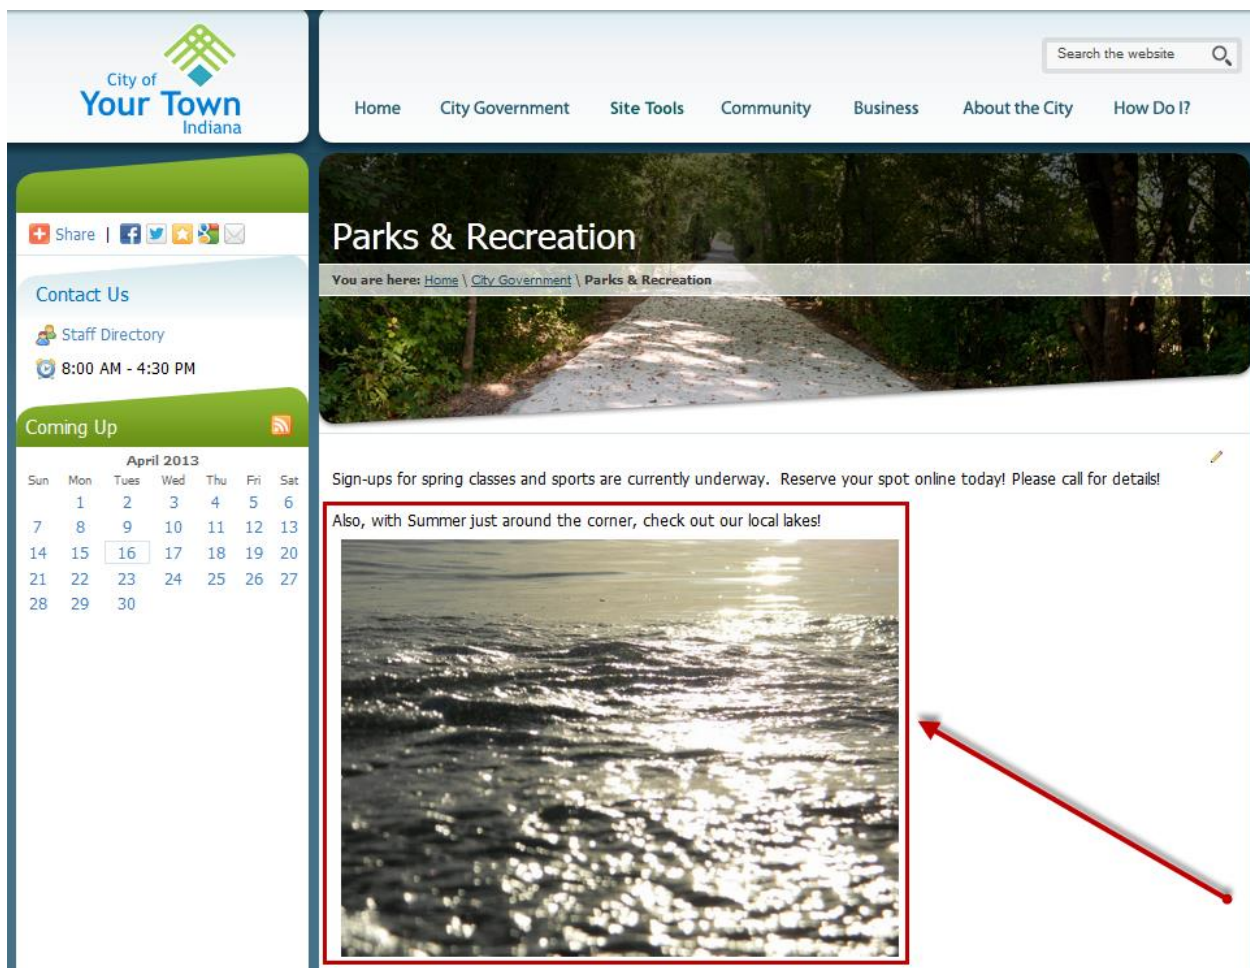 City of
Your Town
Indiana
Search the website
Home City Government Site Tools Community Business About the City How Do I?
Share |
Parks & Recreation
You are here: Home \ City Government \ Parks & Recreation
Contact Us
Staff Directory
8:00 AM - 4:30 PM
Coming Up
April 2013
Sun Mon Tues Wed Thu Fri Sat
1 2 3 4 5 6
7 8 9 10 11 12 13
14 15 16 17 18 19 20
21 22 23 24 25 26 27
28 29 30
Sign-ups for spring classes and sports are currently underway. Reserve your spot online today! Please call for details!
Also, with Summer just around the corner, check out our local lakes!